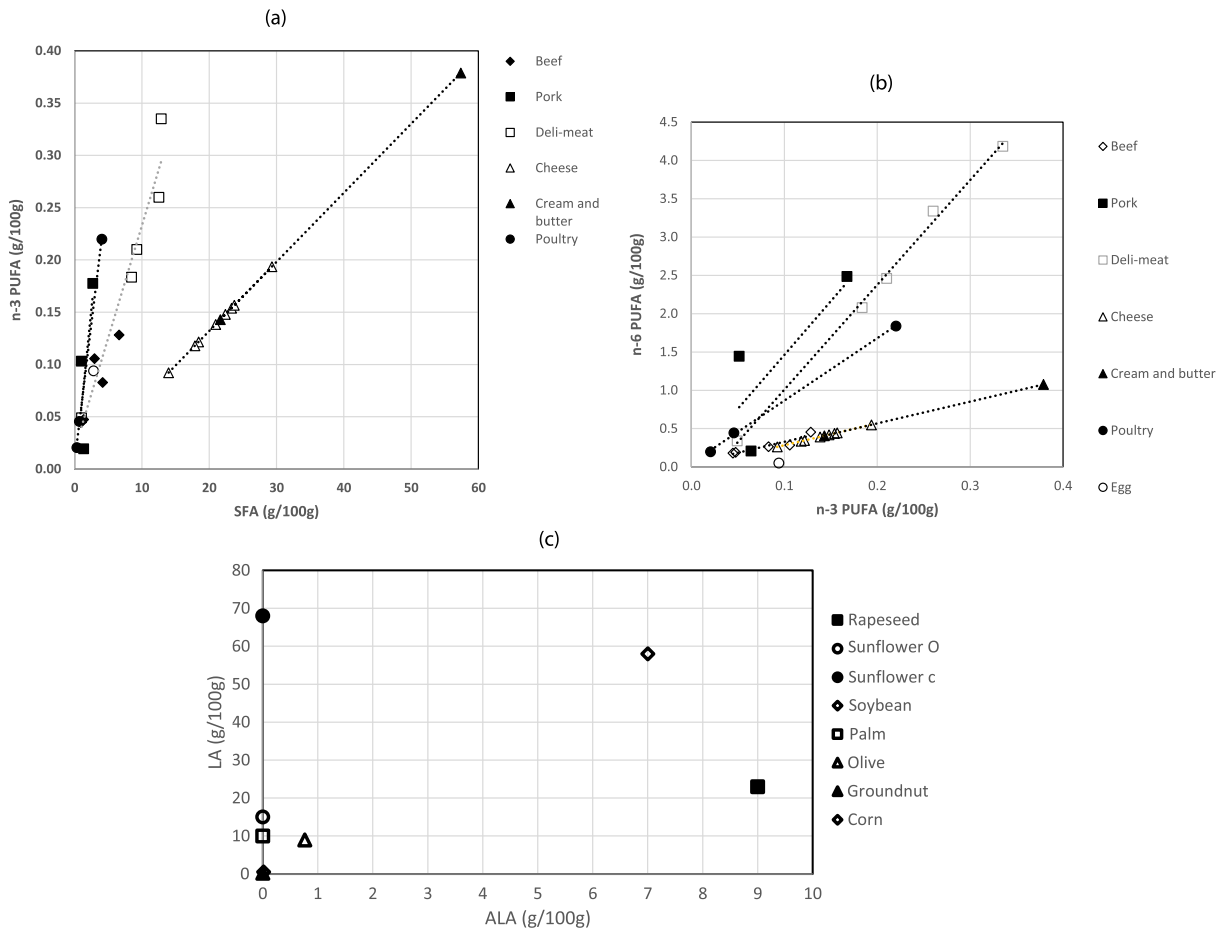 (a)
0.40
0.35
0.30
0.25
0.20
0.15
0.10
0.05
0.00
n-3 PUFA (g/100g)
0 10 20 30 40 50 60
SFA (g/100g)
Beef
Pork
Deli-meat
Cheese
Cream and
butter
Poultry
(b)
4.5
4.0
3.5
3.0
2.5
2.0
1.5
1.0
0.5
0.0
n-6 PUFA (g/100g)
0.0 0.1 0.2 0.3 0.4
n-3 PUFA (g/100g)
Beef
Pork
Deli-meat
Cheese
Cream and butter
Poultry
Egg
(c)
80
70
60
50
40
30
20
10
0
LA (g/100g)
0 1 2 3 4 5 6 7 8 9 10
ALA (g/100g)
Rapeseed
Sunflower O
Sunflower c
Soybean
Palm
Olive
Groundnut
Corn